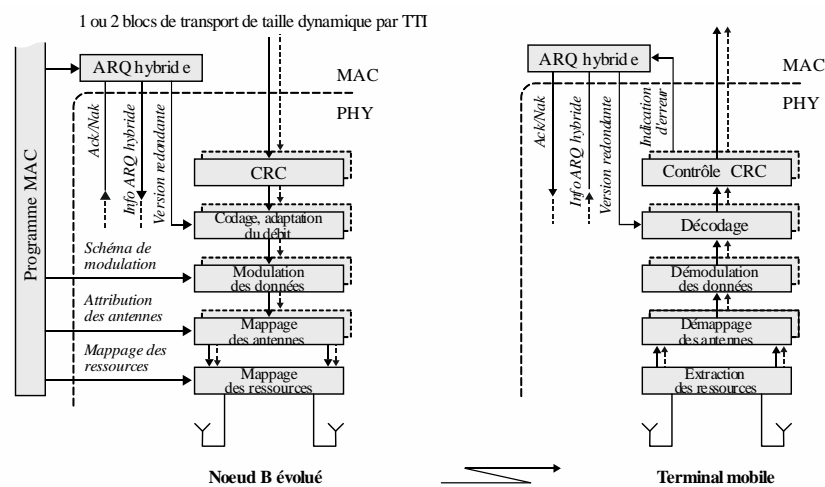 1 ou 2 blocs de transport de taille dynamique par TTI
ARQ hybride
MAC
PHY
Programme MAC
Ack/Nak
Info ARQ hybride
Version redondante
CRC
Codage, adaptation
du débit
Schéma de
modulation
Modulation
des données
Attribution
des antennes
Mappage
des antennes
Mappage des
ressources
Mappage
des ressources
Noeud B évolué
ARQ hybride
MAC
PHY
Ack/Nak
Info ARQ hybride
Version redondante
Indication
d'erreur
Contrôle CRC
Décodage
Démodulation
des données
Démappage
des antennes
Extraction
des ressources
Terminal mobile